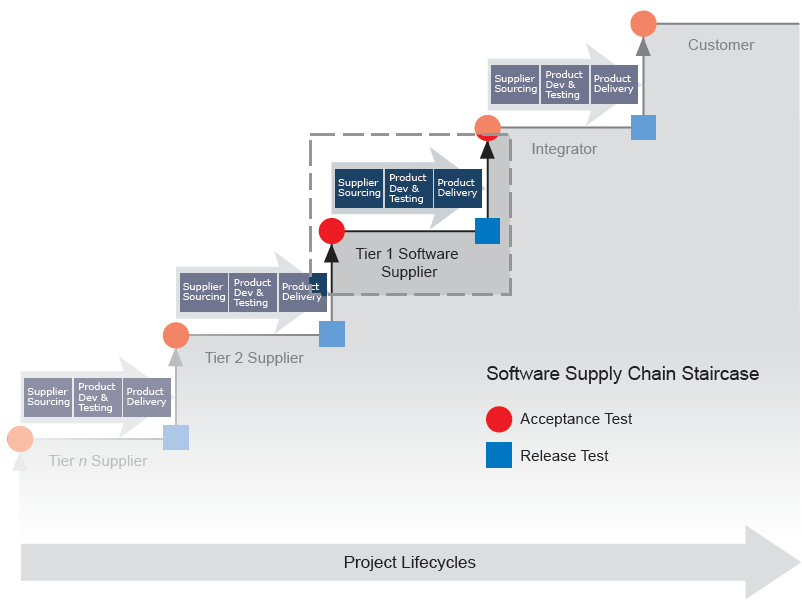 Customer
Supplier
Sourcing
Product
Dev &
Testing
Product
Delivery
Integrator
Supplier
Sourcing
Product
Dev &
Testing
Product
Delivery
Tier 1 Software
Supplier
Supplier
Sourcing
Product
Dev &
Testing
Product
Delivery
Tier 2 Supplier
Supplier
Sourcing
Product
Dev &
Testing
Product
Delivery
Tier n Supplier
Software Supply Chain Staircase
Acceptance Test
Release Test
Project Lifecycles